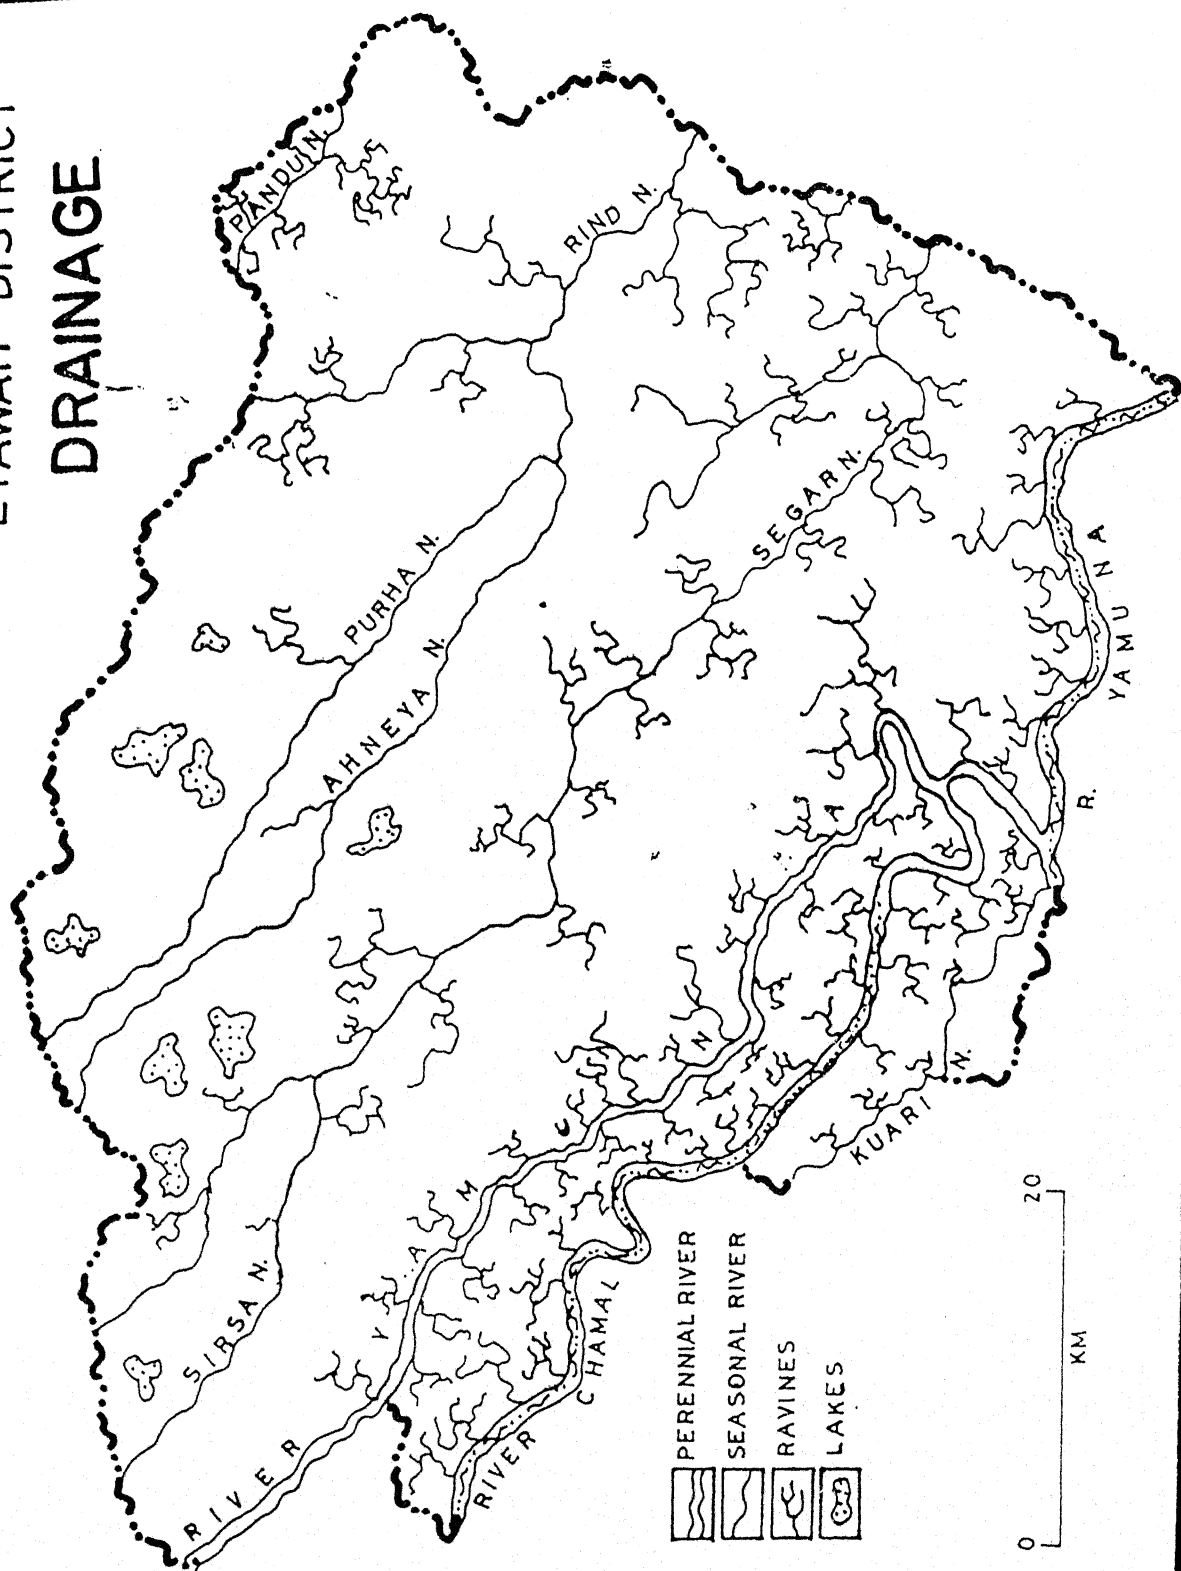 ETAWAH DISTRICT
DRAINAGE
PANDU N.
RIND N.
PURHA N.
AHNEYA N.
SEGAR N.
SIRSA N.
RIVER YAMUNA
RIVER CHAMAL
KUARI N.
R. YAMUNA
PERENNIAL RIVER
SEASONAL RIVER
RAVINES
LAKES
0 20
KM